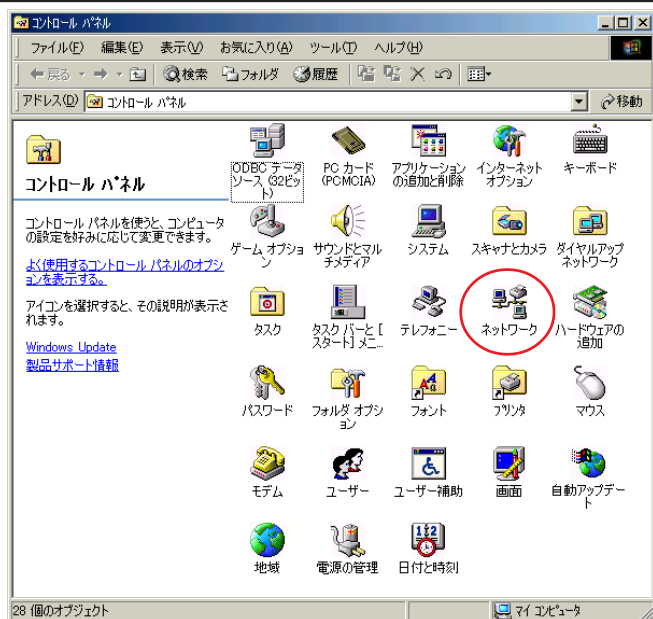 コントロール パネル
ファイル(F) 編集(E) 表示(V) お気に入り(A) ツール(T) ヘルプ(H)
戻る 検索 フォルダ 履歴
アドレス(D) コントロール パネル 移動
コントロール パネル
コントロール パネルを使うと、コンピュータ
の設定を好みに応じて変更できます。
よく使用するコントロール パネルのオプシ
ョンを表示する。
アイコンを選択すると、その説明が表示さ
れます。
Windows Update
製品サポート情報
ODBC データ
ソース (32ビッ
ト)
PC カード
(PCMCIA)
アプリケーション
の追加と削除
インターネット
オプション
キーボード
ゲーム オプショ
ン
サウンドとマル
チメディア
システム
スキャナとカメラ
ダイヤルアップ
ネットワーク
タスク
タスク バーと [
スタート] メニ...
テレフォニー
ネットワーク
ハードウェアの
追加
パスワード
フォルダ オプシ
ョン
フォント
プリンタ
マウス
モデム
ユーザー
ユーザー補助
画面
自動アップデー
ト
地域
電源の管理
日付と時刻
28 個のオブジェクト
マイ コンピュータ